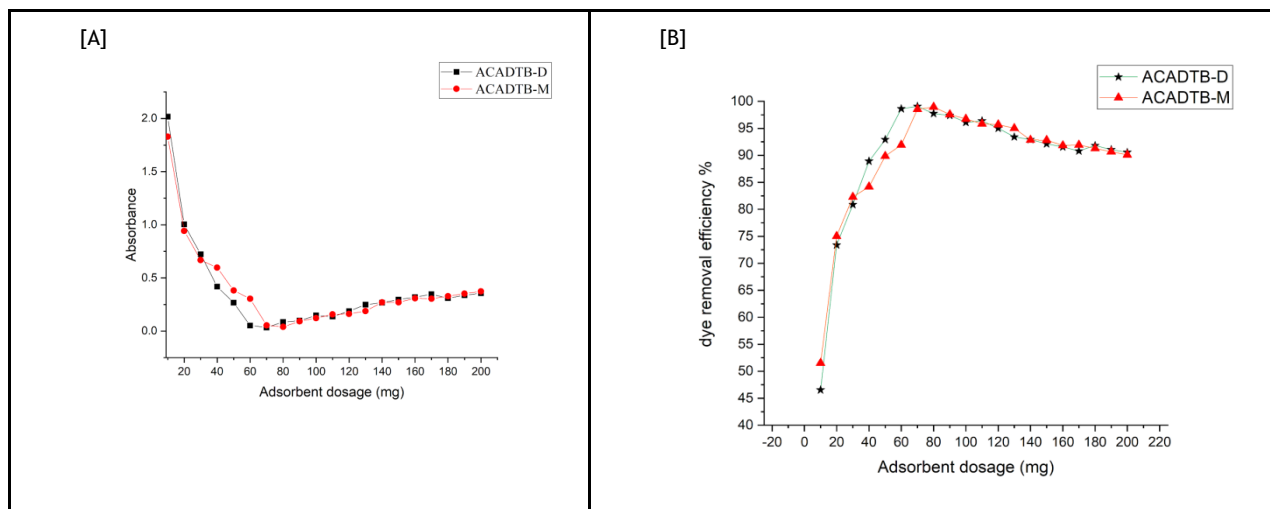 [A]
ACADTB-D
ACADTB-M
2.0
1.5
1.0
0.5
0.0
Absorbance
20 40 60 80 100 120 140 160 180 200
Adsorbent dosage (mg)
[B]
ACADTB-D
ACADTB-M
100
95
90
85
80
75
70
65
60
55
50
45
40
dye removal efficiency %
-20 0 20 40 60 80 100 120 140 160 180 200 220
Adsorbent dosage (mg)